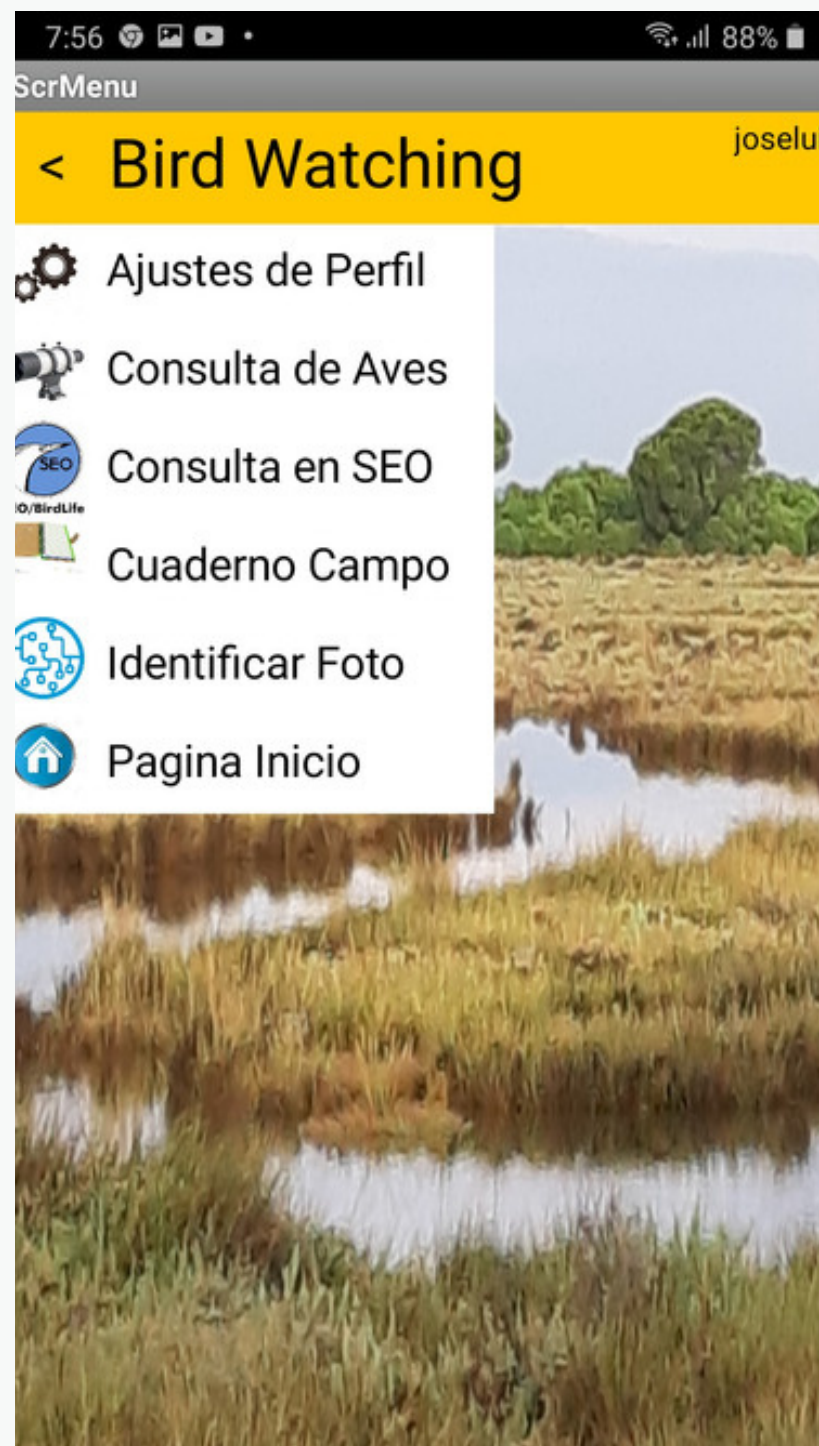 7:56
88%
ScrMenu
< Bird Watching
joselu
Ajustes de Perfil
Consulta de Aves
SEO
O/BirdLife
Consulta en SEO
Cuaderno Campo
Identificar Foto
Pagina Inicio